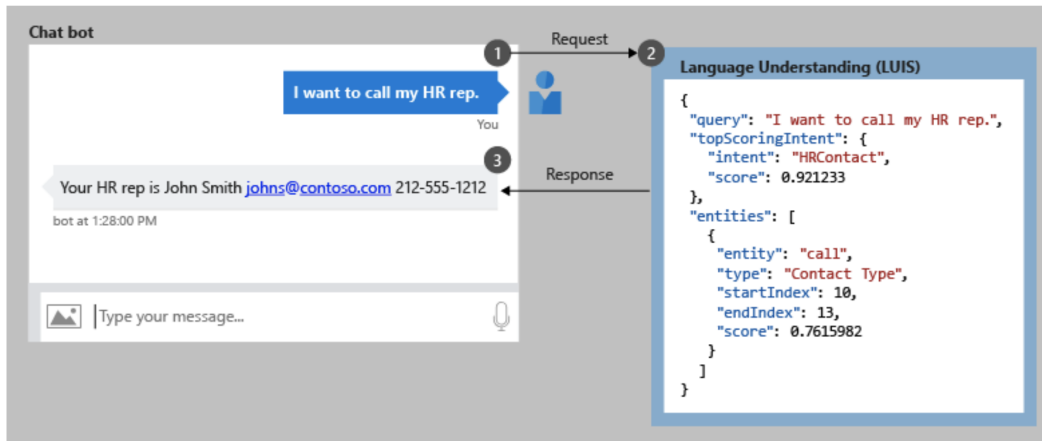 Chat bot
1
Request
2
I want to call my HR rep.
You
3
Response
Your HR rep is John Smith johns@contoso.com 212-555-1212
bot at 1:28:00 PM
Type your message...
Language Understanding (LUIS)
{
"query": "I want to call my HR rep.",
"topScoringIntent": {
"intent": "HRContact",
"score": 0.921233
},
"entities": [
{
"entity": "call",
"type": "Contact Type",
"startIndex": 10,
"endIndex": 13,
"score": 0.7615982
}
]
}